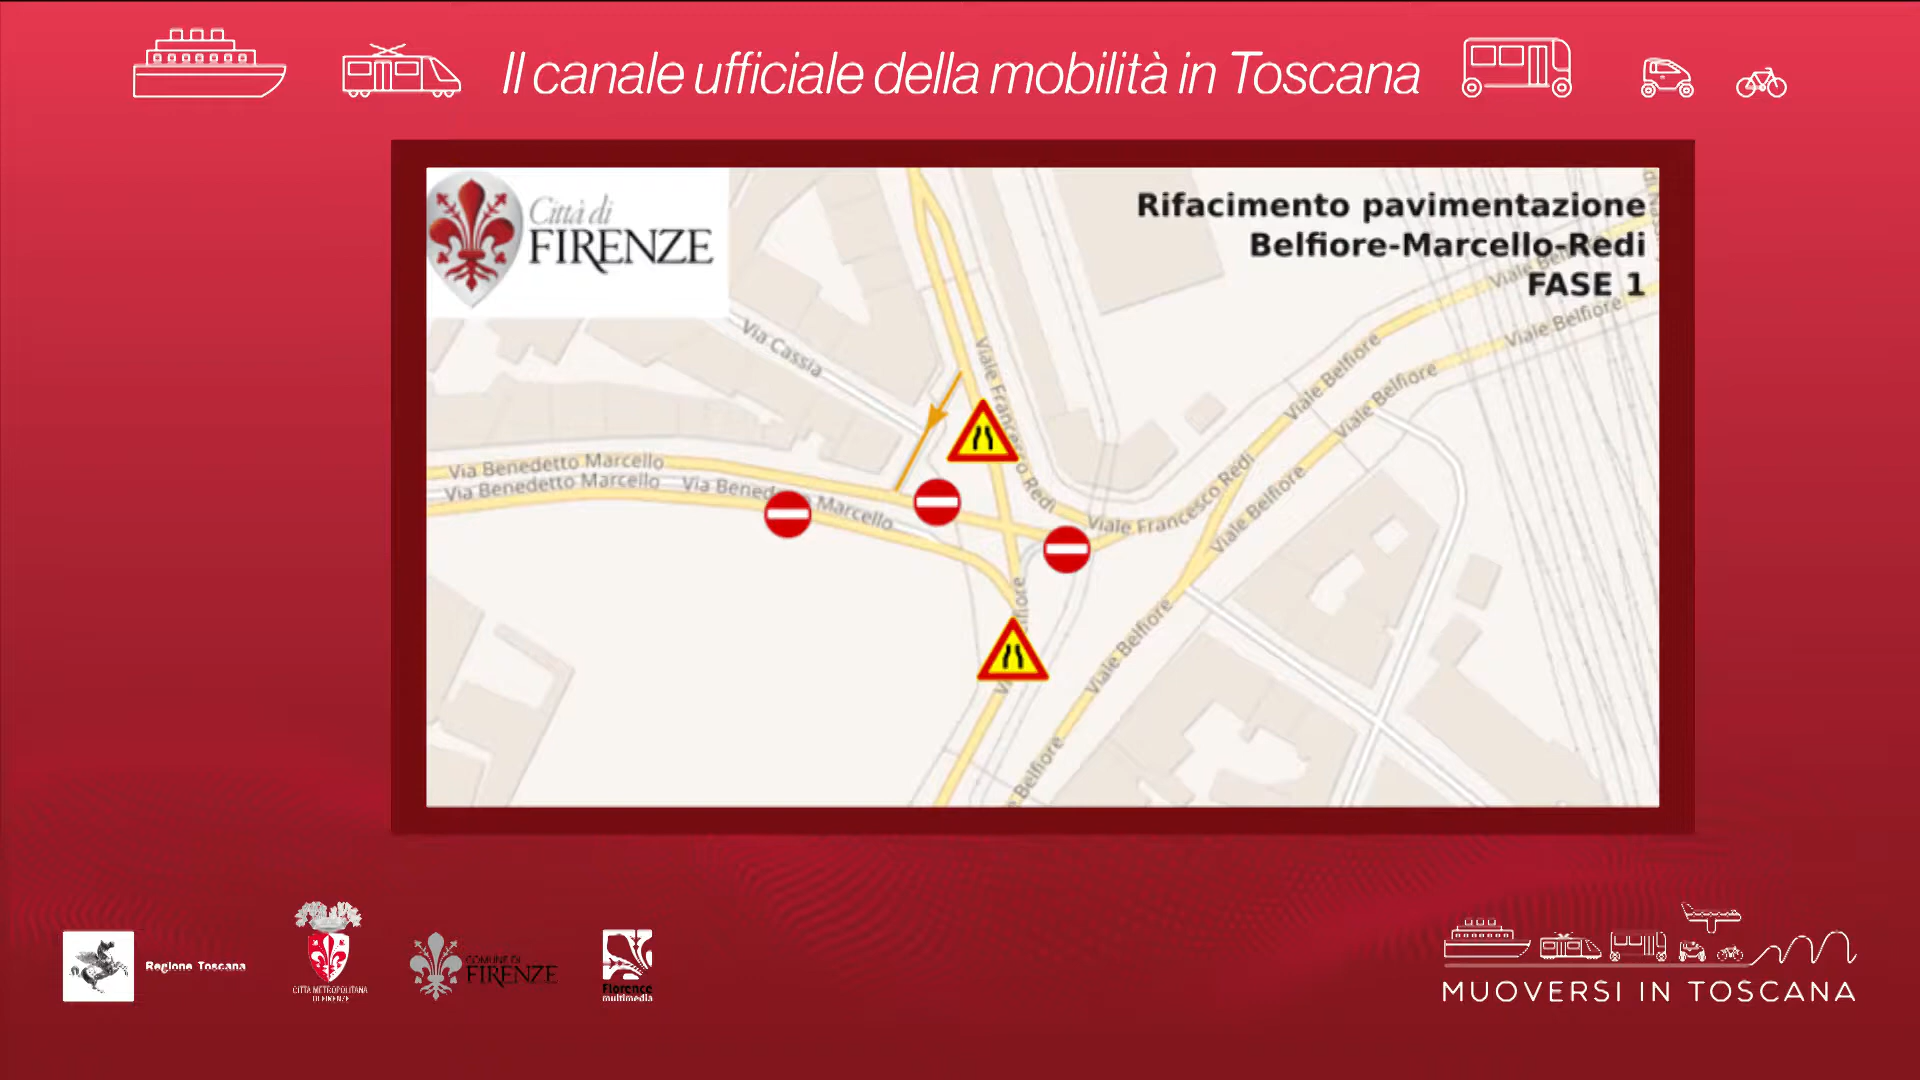 Il canale ufficiale della mobilità in Toscana
Città di
FIRENZE
Rifacimento pavimentazione
Belfiore-Marcello-Redi
FASE 1
Viale Belfiore
Viale Belfiore
Via Cassia
Viale Francesco Redi
Viale Belfiore
Viale Belfiore
Via Benedetto Marcello
Via Benedetto Marcello
Via Benedetto Marcello
Viale Francesco Redi
Viale Belfiore
Viale Belfiore
Belfiore
Regione Toscana
CITTÀ METROPOLITANA
DI FIRENZE
COMUNE DI
FIRENZE
Florence
multimedia
MUOVERSI IN TOSCANA